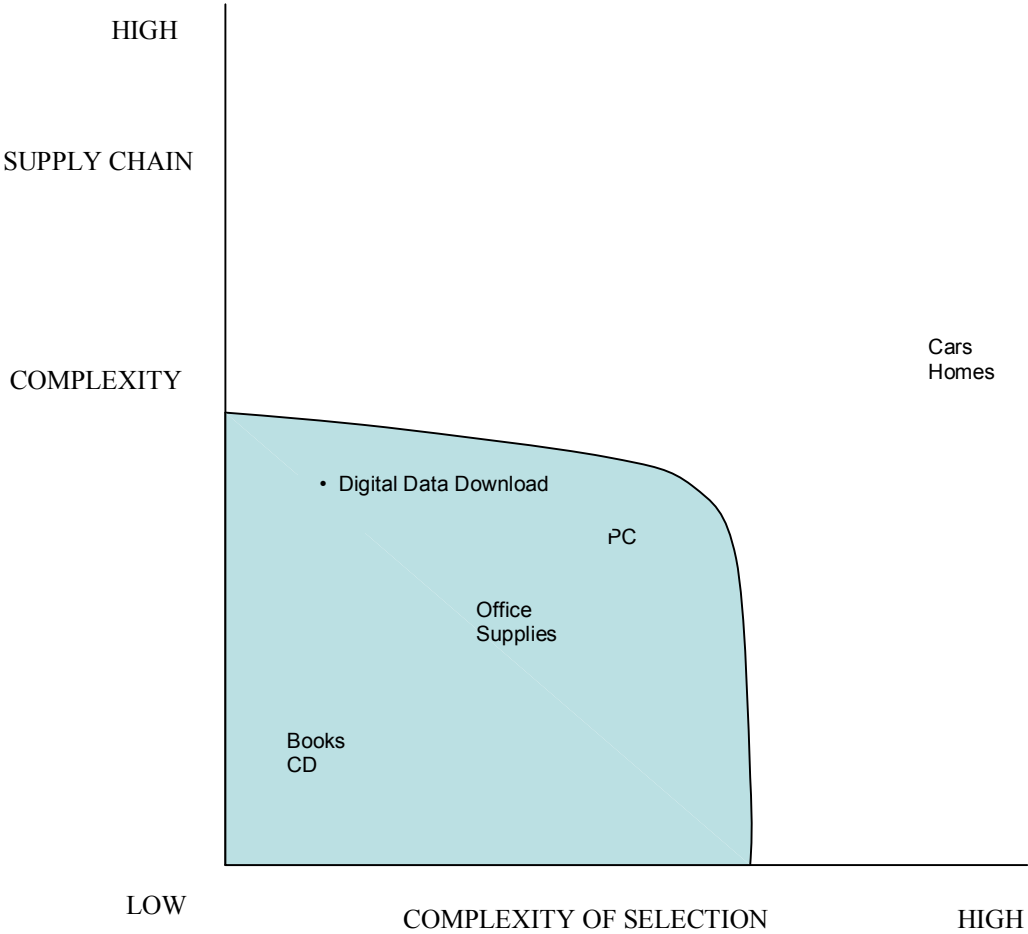 HIGH
SUPPLY CHAIN
Cars
Homes
COMPLEXITY
• Digital Data Download
PC
Office
Supplies
Books
CD
LOW
COMPLEXITY OF SELECTION
HIGH